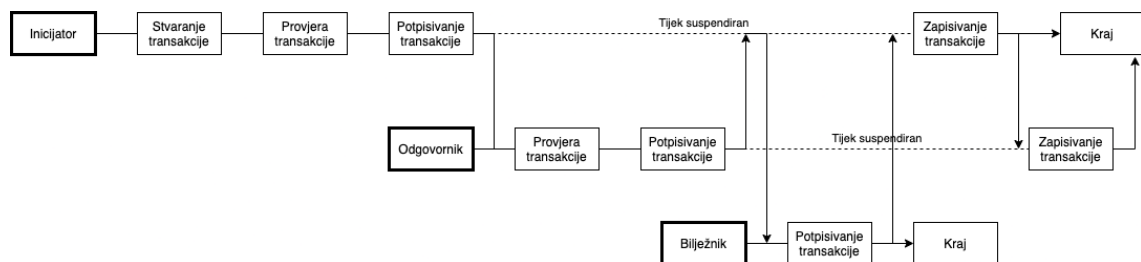 Inicijator
Stvaranje
transakcije
Provjera
transakcije
Potpisivanje
transakcije
Tijek suspendiran
Zapisivanje
transakcije
Kraj
Odgovornik
Provjera
transakcije
Potpisivanje
transakcije
Tijek suspendiran
Zapisivanje
transakcije
Bilježnik
Potpisivanje
transakcije
Kraj